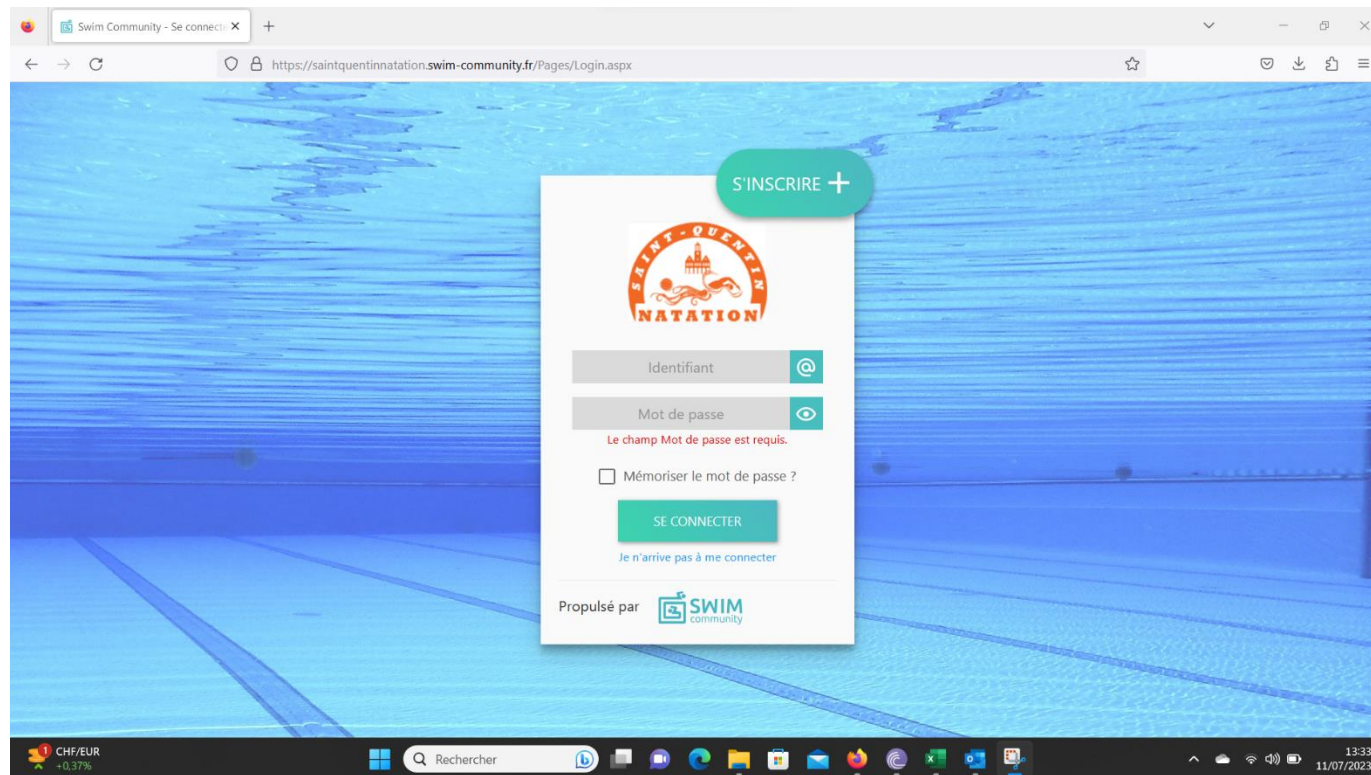 Swim Community - Se connecte
https://saintquentinnatation.swim-community.fr/Pages/Login.aspx
S'INSCRIRE +
SAINT-QUENTIN
NATATION
Identifiant
Mot de passe
Le champ Mot de passe est requis.
Mémoriser le mot de passe ?
SE CONNECTER
Je n'arrive pas à me connecter
Propulsé par SWIM
community
1 CHF/EUR
+0,37%
Rechercher
13:33
11/07/2023